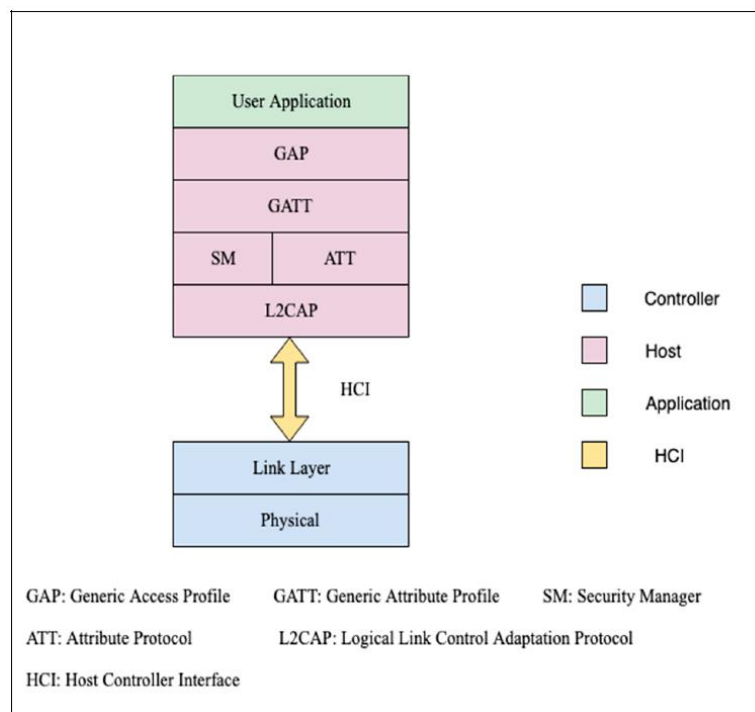 User Application
GAP
GATT
SM ATT
L2CAP
HCI
Link Layer
Physical
Controller
Host
Application
HCI
GAP: Generic Access Profile GATT: Generic Attribute Profile SM: Security Manager
ATT: Attribute Protocol L2CAP: Logical Link Control Adaptation Protocol
HCI: Host Controller Interface